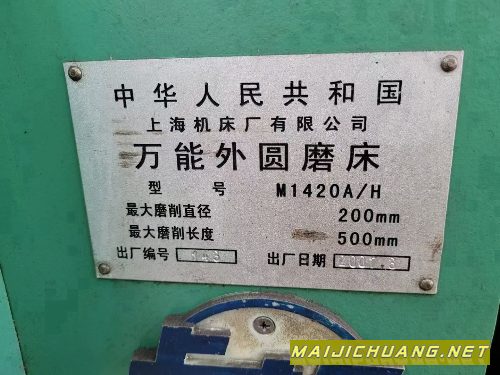 中华人民共和国
上海机床厂有限公司
万能外圆磨床
型 号 M1420A/H
最大磨削直径 200mm
最大磨削长度 500mm
出厂编号 出厂日期
MAIJICHUANG.NET